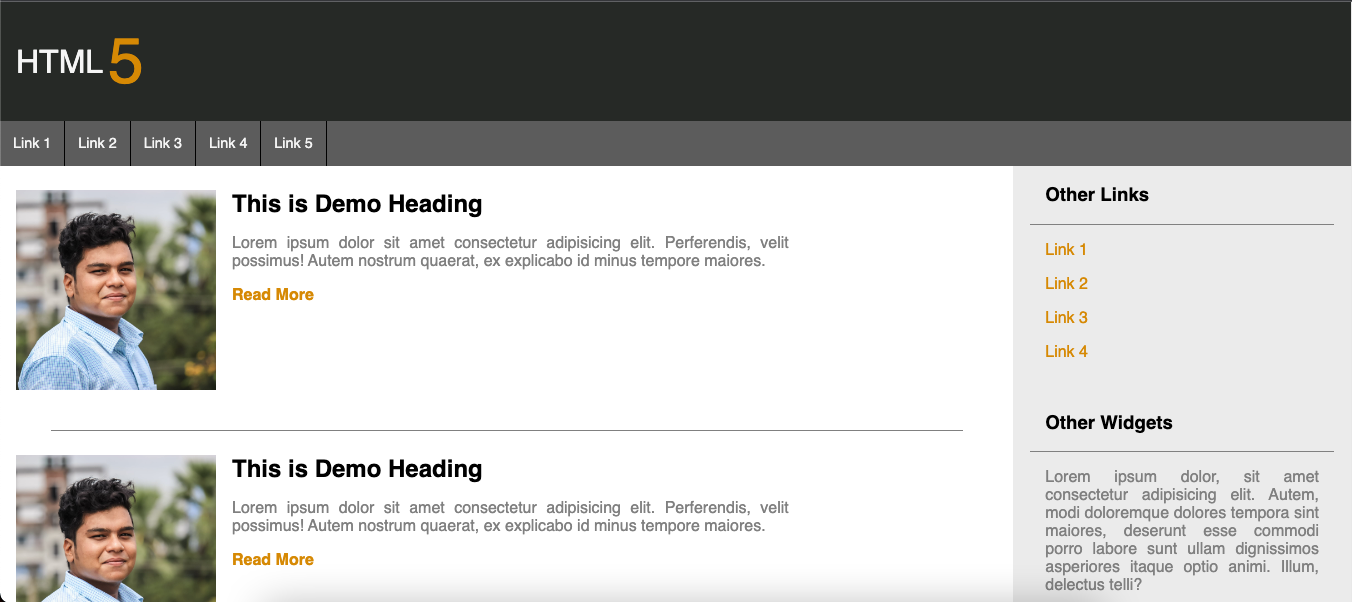 HTML 5
Link 1 Link 2 Link 3 Link 4 Link 5
This is Demo Heading
Lorem ipsum dolor sit amet consectetur adipisicing elit. Perferendis, velit
possimus! Autem nostrum quaerat, ex explicabo id minus tempore maiores.
Read More
This is Demo Heading
Lorem ipsum dolor sit amet consectetur adipisicing elit. Perferendis, velit
possimus! Autem nostrum quaerat, ex explicabo id minus tempore maiores.
Read More
Other Links
Link 1
Link 2
Link 3
Link 4
Other Widgets
Lorem ipsum dolor, sit amet
consectetur adipisicing elit. Autem,
modi doloremque dolores tempora sint
maiores, deserunt esse commodi
porro labore sunt ullam dignissimos
asperiores itaque optio animi. Illum,
delectus telli?